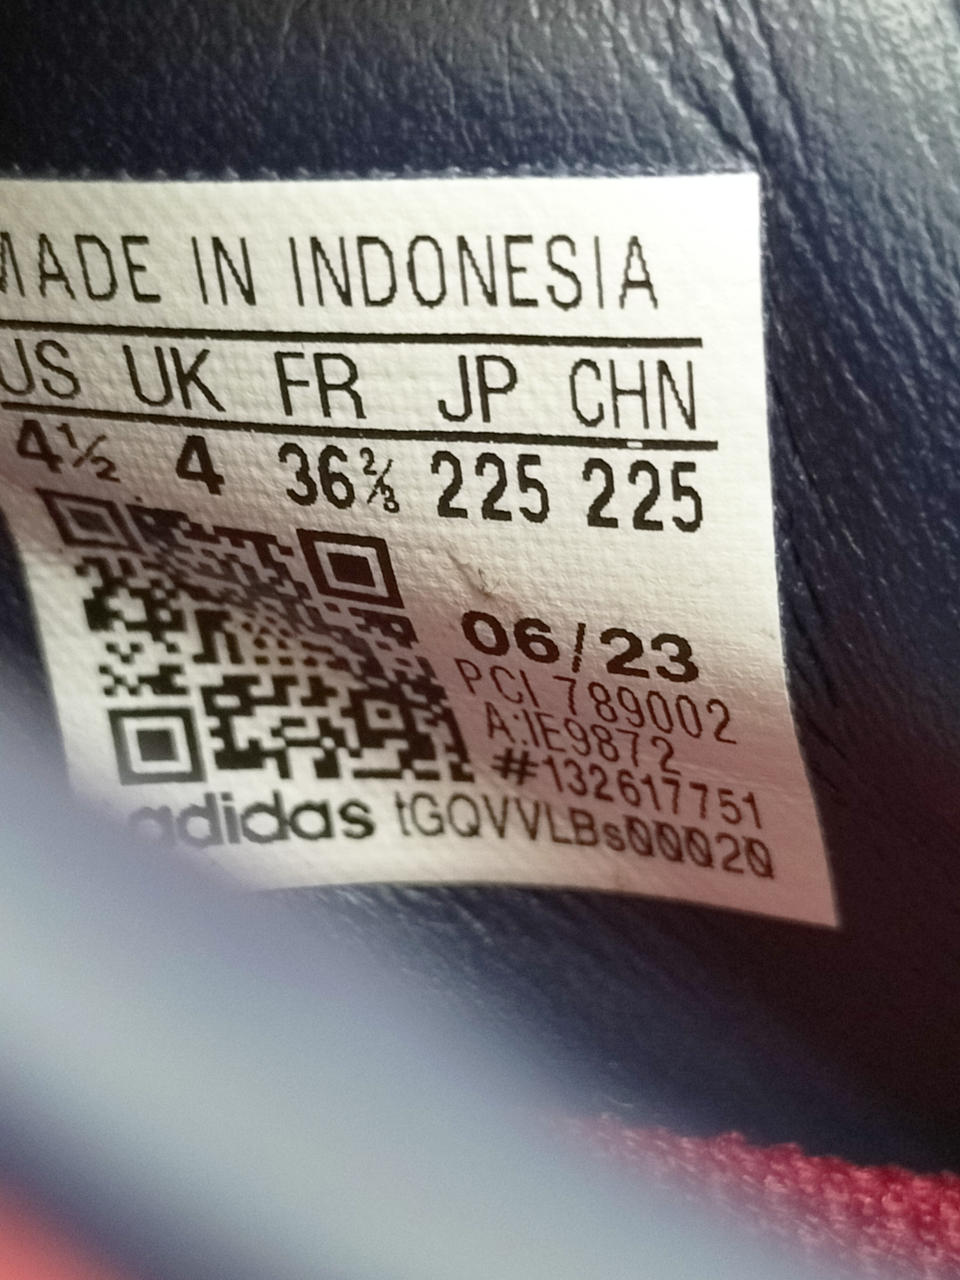 MADE IN INDONESIA
US UK FR JP CHN
4½ 4 36⅔ 225 225
06/23
PCI 789002
A:IE9872
#132617751
adidas tGQVVLBs00020